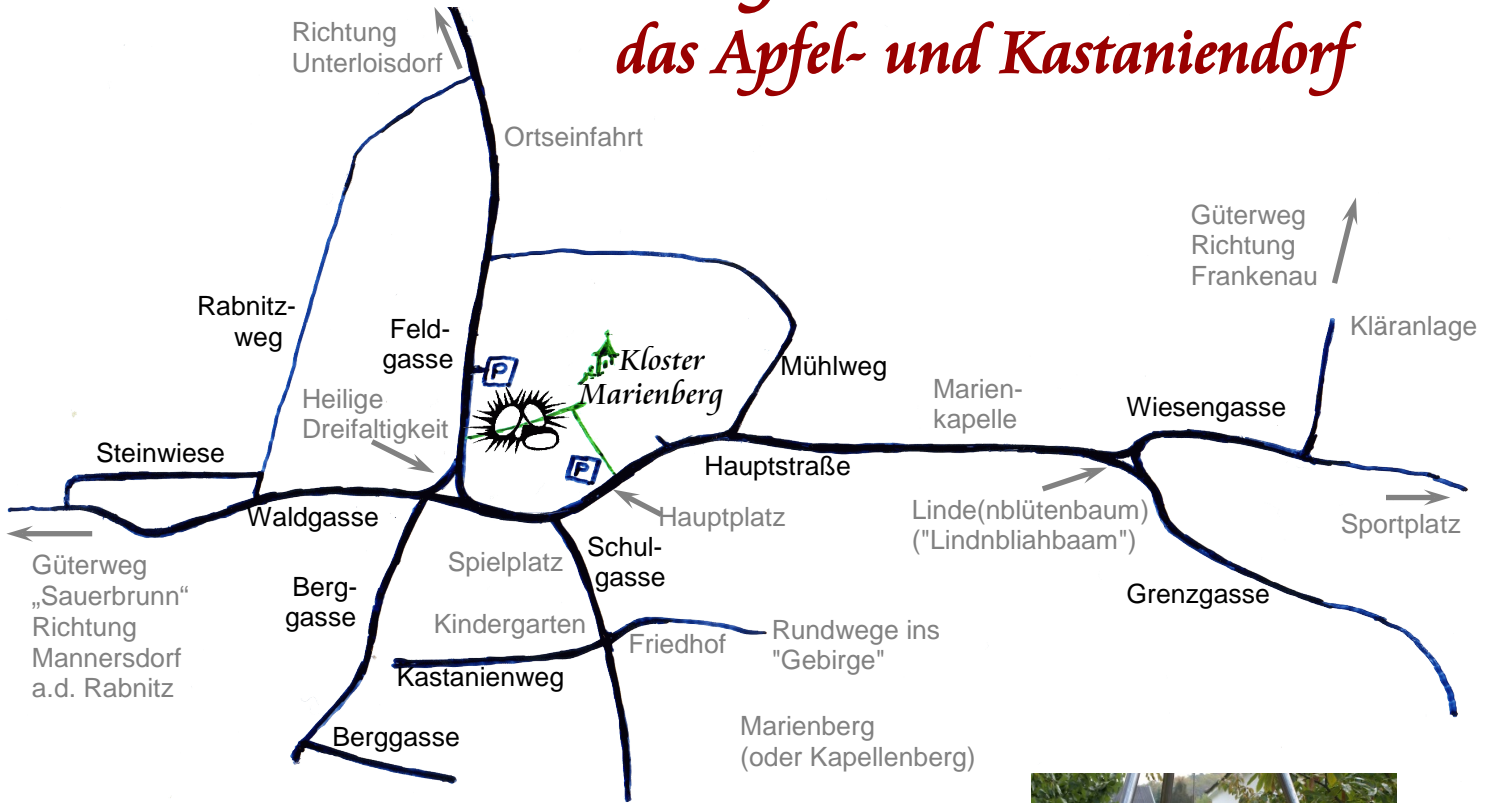 das Apfel- und Kastaniendorf
Richtung
Unterloisdorf
Ortseinfahrt
Güterweg
Richtung
Frankenau
Kläranlage
Rabnitz-
weg
Feld-
gasse
P
Kloster
Marienberg
Mühlweg
Marien-
kapelle
Wiesengasse
Heilige
Dreifaltigkeit
Steinwiese
P
Hauptstraße
Waldgasse
Hauptplatz
Linde(nblütenbaum)
("Lindnbliahbaam")
Sportplatz
Güterweg
„Sauerbrunn“
Richtung
Mannersdorf
a.d. Rabnitz
Spielplatz
Schul-
gasse
Berg-
gasse
Grenzgasse
Kindergarten
Friedhof
Rundwege ins
"Gebirge"
Kastanienweg
Berggasse
Marienberg
(oder Kapellenberg)